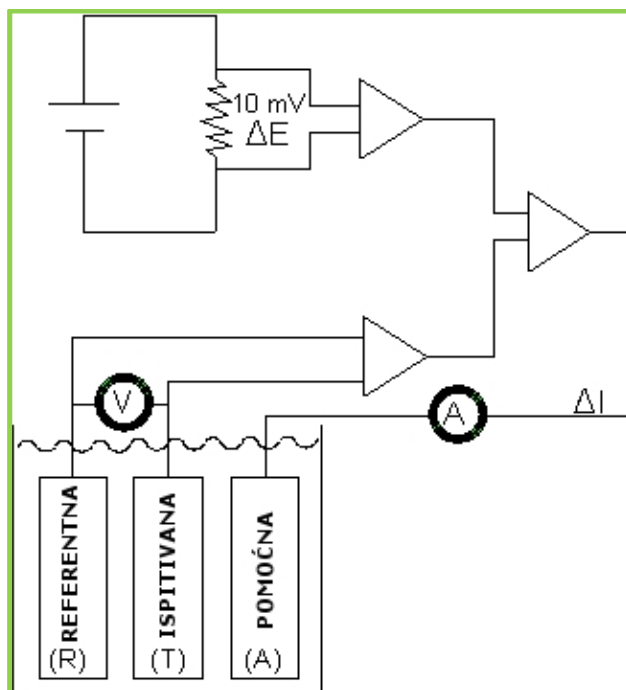 10 mV
ΔE
V
A
ΔI
REFERENTNA
(R)
ISPITIVANA
(T)
POMOĆNA
(A)